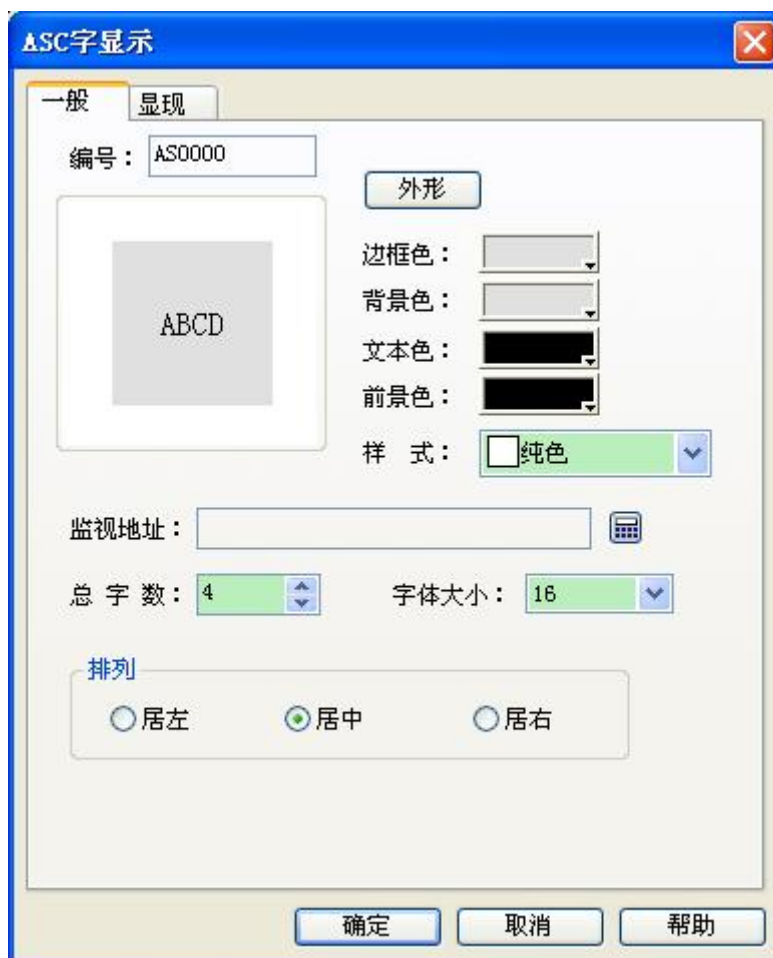 ASC字显示
一般 显现
编号： AS0000
外形
ABCD
边框色：
背景色：
文本色：
前景色：
样 式： 纯色
监视地址：
总 字 数： 4 字体大小： 16
排列
居左 居中 居右
确定 取消 帮助